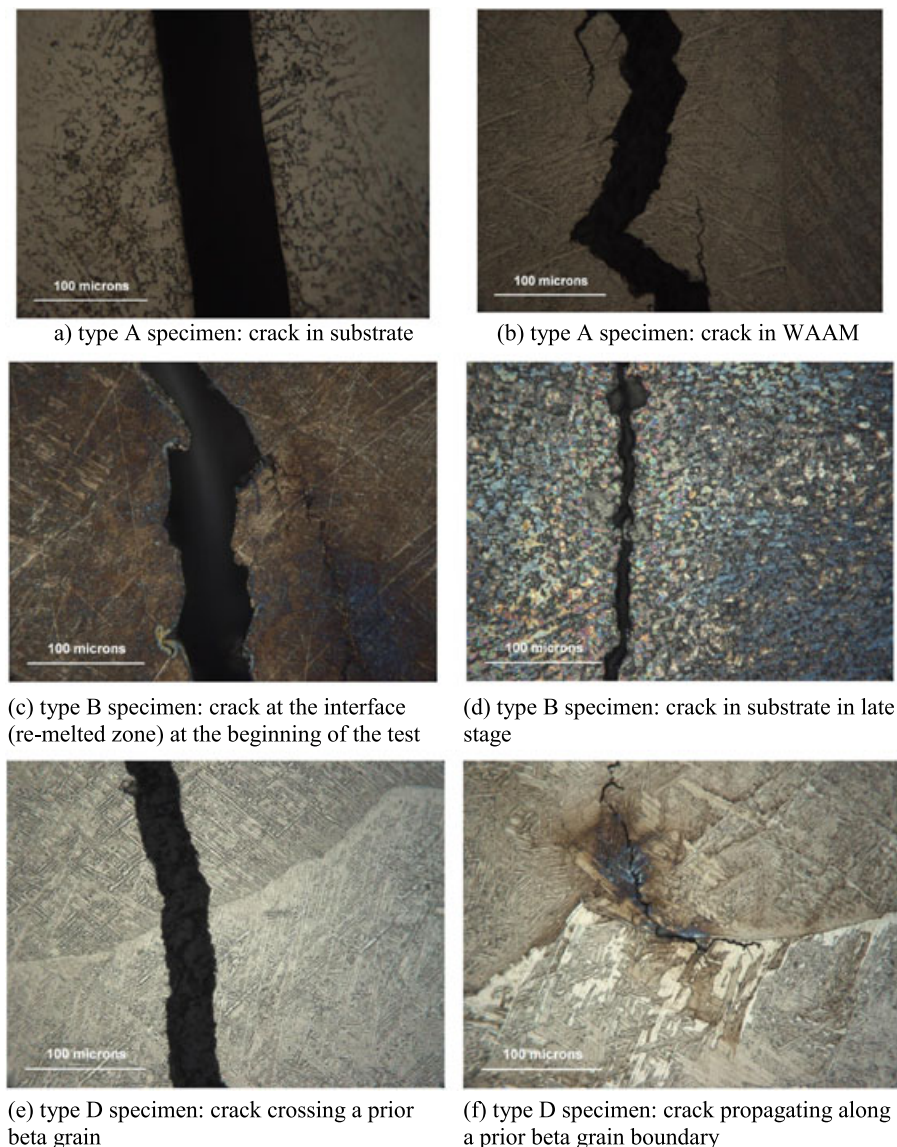 100 microns
100 microns
a) type A specimen: crack in substrate
(b) type A specimen: crack in WAAM
100 microns
100 microns
(c) type B specimen: crack at the interface
(re-melted zone) at the beginning of the test
(d) type B specimen: crack in substrate in late
stage
100 microns
100 microns
(e) type D specimen: crack crossing a prior
beta grain
(f) type D specimen: crack propagating along
a prior beta grain boundary